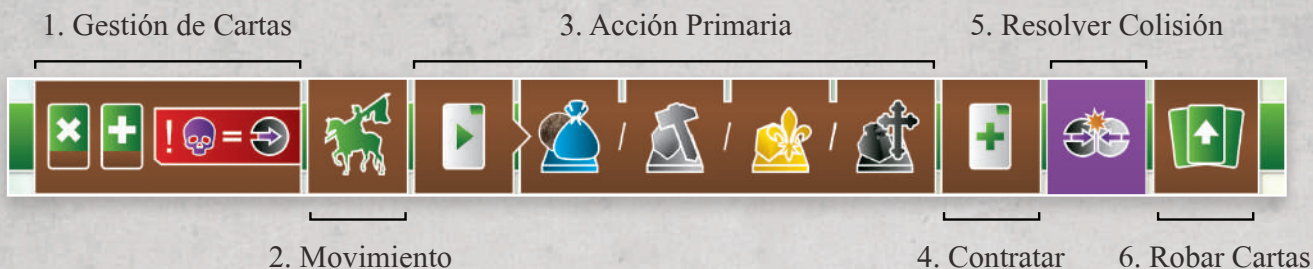 1. Gestión de Cartas
3. Acción Primaria
5. Resolver Colisión
! =
/ / /
2. Movimiento
4. Contratar
6. Robar Cartas